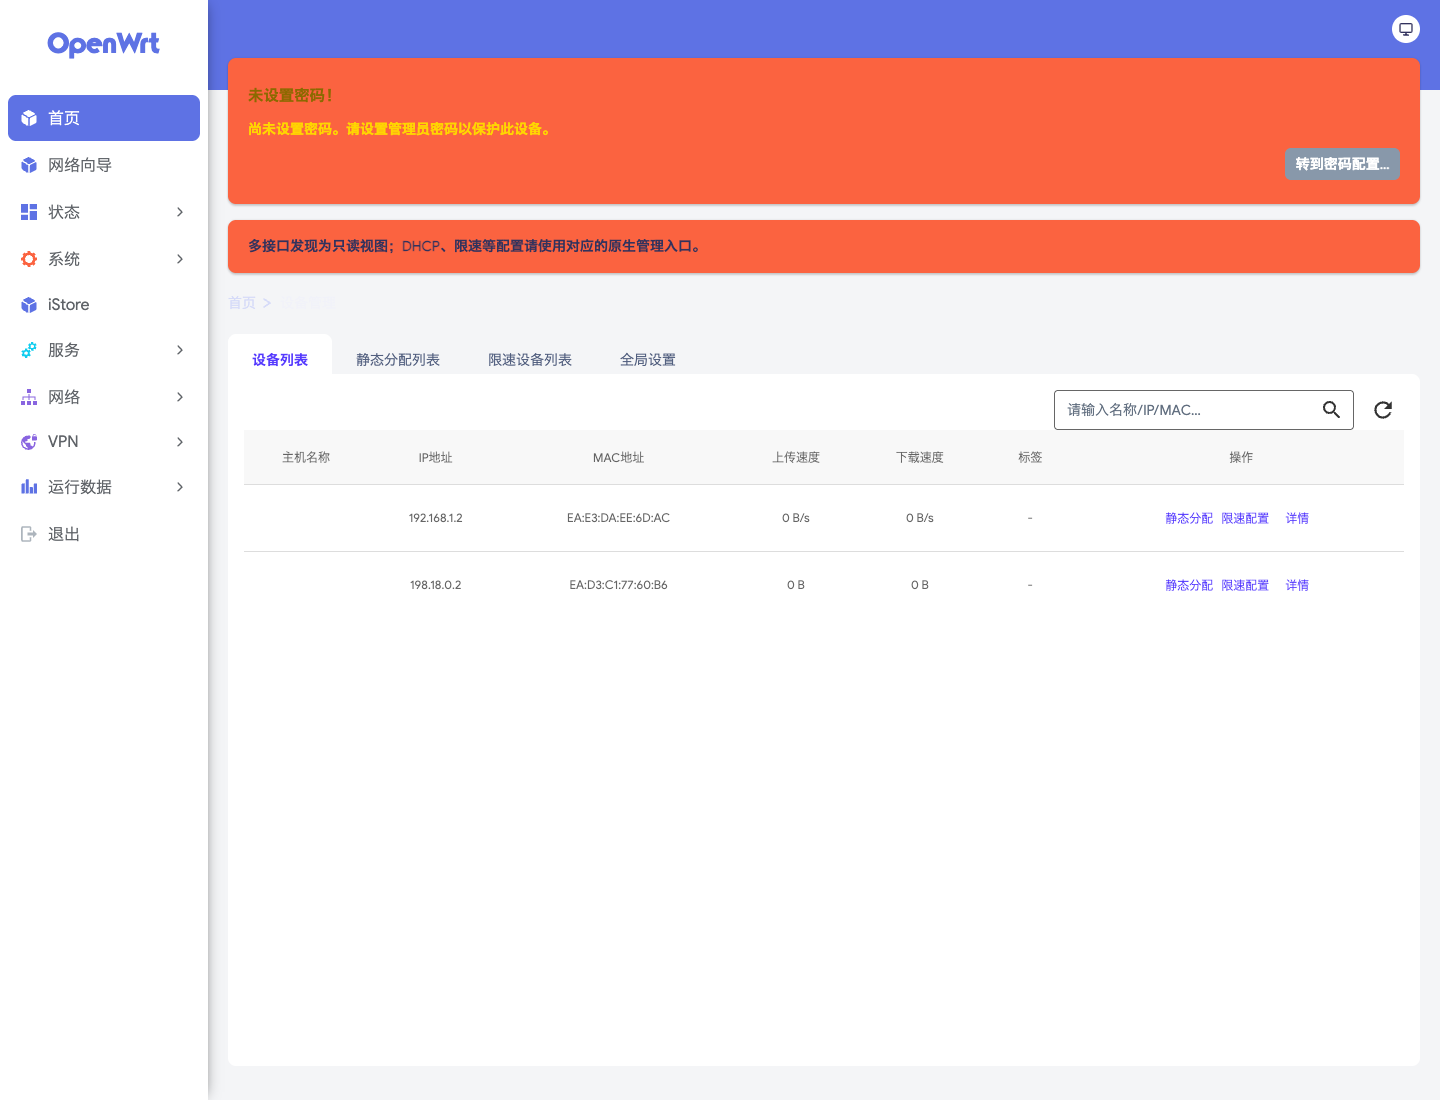 OpenWrt
首页
网络向导
状态
系统
iStore
服务
网络
VPN
运行数据
退出
未设置密码！
尚未设置密码。请设置管理员密码以保护此设备。
转到密码配置...
多接口发现为只读视图；DHCP、限速等配置请使用对应的原生管理入口。
首页 >
设备列表 静态分配列表 限速设备列表 全局设置
请输入名称/IP/MAC...
主机名称 IP地址 MAC地址 上传速度 下载速度 标签 操作
192.168.1.2 EA:E3:DA:EE:6D:AC 0 B/s 0 B/s - 静态分配 限速配置 详情
198.18.0.2 EA:D3:C1:77:60:B6 0 B 0 B - 静态分配 限速配置 详情